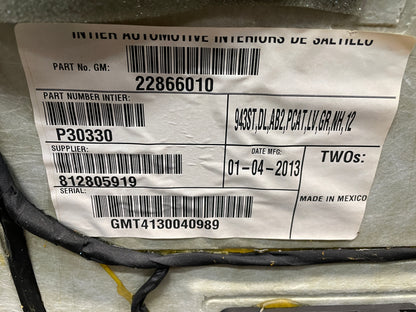 INTIER AUTOMOTIVE INTERIORS DE SALTILLO
PART No. GM:
22866010
PART NUMBER INTIER:
P30330
943ST,DL,AB2,PCAT,LV,GR,NH,12
SUPPLIER:
812805919
DATE MFG:
01-04-2013
TWOs:
SERIAL:
GMT4130040989
MADE IN MEXICO